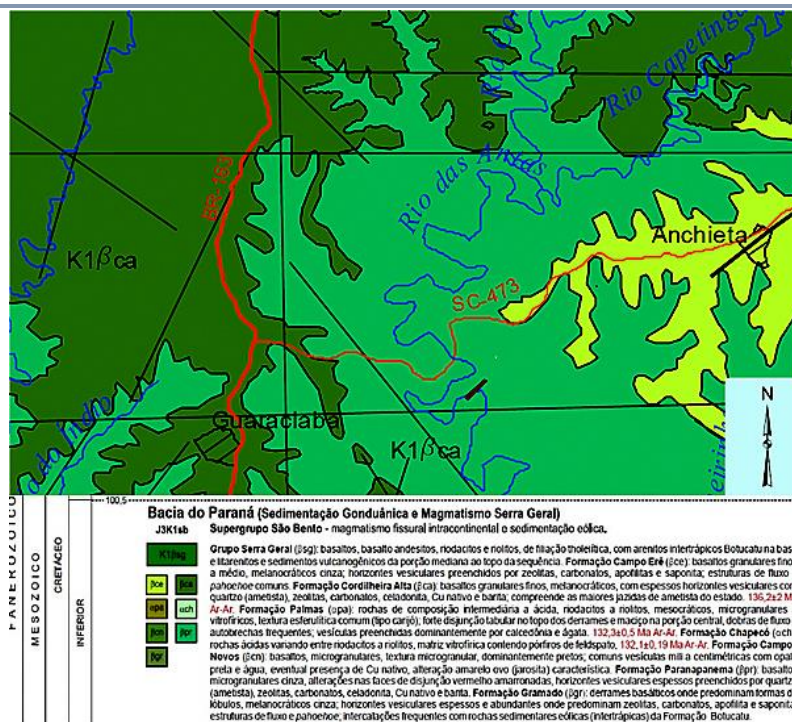 Rio das Antas
Rio Capetinga
Anchieta
BR-163
K1βca
SC-473
Guaraciaba
K1βca
N
100,5
Bacia do Paraná (Sedimentação Gonduânica e Magmatismo Serra Geral)
J3K1sb Supergrupo São Bento - magmatismo fissural intracontinental e sedimentação eólica.
FANEROZOICO
MESOZOICO
CRETÁCEO
INFERIOR
K1βsg
βce βca
αpa αch
βcn βpr
βgr
Grupo Serra Geral (βsg): basaltos, basalto andesitos, riodacitos e riolitos, de filiação tholeiítica, com arenitos intertrápicos Botucatu na bas
e litarenitos e sedimentos vulcanogênicos da porção mediana ao topo da sequência. Formação Campo Erê (βce): basaltos granulares fino
a médio, melanocráticos cinza; horizontes vesiculares preenchidos por zeolitas, carbonatos, apofilitas e saponita; estruturas de fluxo
pahoehoe comuns. Formação Cordilheira Alta (βca): basaltos granulares finos, melanocráticos, com espessos horizontes vesiculares con
quartzo (ametista), zeolitas, carbonatos, celadonita, Cu nativo e barita; compreende as maiores jazidas de ametista do estado. 136,2±2 M
Ar-Ar. Formação Palmas (αpa): rochas de composição intermediária a ácida, riodacitos a riolitos, mesocráticos, microgranulares
vitrofíricos, textura esferulítica comum (tipo carijó); forte disjunção tabular no topo dos derrames e maciço na porção central, dobras de fluxo
autobrechas frequentes; vesículas preenchidas dominantemente por calcedônia e ágata. 132,3±0,5 Ma Ar-Ar. Formação Chapecó (αch
rochas ácidas variando entre riodacitos a riolitos, matriz vitrofírica contendo pórfiros de feldspato, 132,1±0,19 Ma Ar-Ar. Formação Campo
Novos (βcn): basaltos, microgranulares, textura microgranular, dominantemente pretos; comuns vesículas mili a centimétricas com opal
preta e água, eventual presença de Cu nativo, alteração amarelo ovo (jarosita) característica. Formação Paranapanema (βpr): basalto
microgranulares cinza, alterações nas faces de disjunção vermelho amarronadas, horizontes vesiculares espessos preenchidos por quartz
(ametista), zeolitas, carbonatos, celadonita, Cu nativo e barita. Formação Gramado (βgr): derrames basálticos onde predominam formas d
lóbulos, melanocráticos cinza; horizontes vesiculares espessos e abundantes onde predominam zeolitas, carbonatos, apofilita e saponita
estruturas de fluxo e pahoehoe, intercalações frequentes com rochas sedimentares eólicas (intertrápicas) da Formação Botucatu.